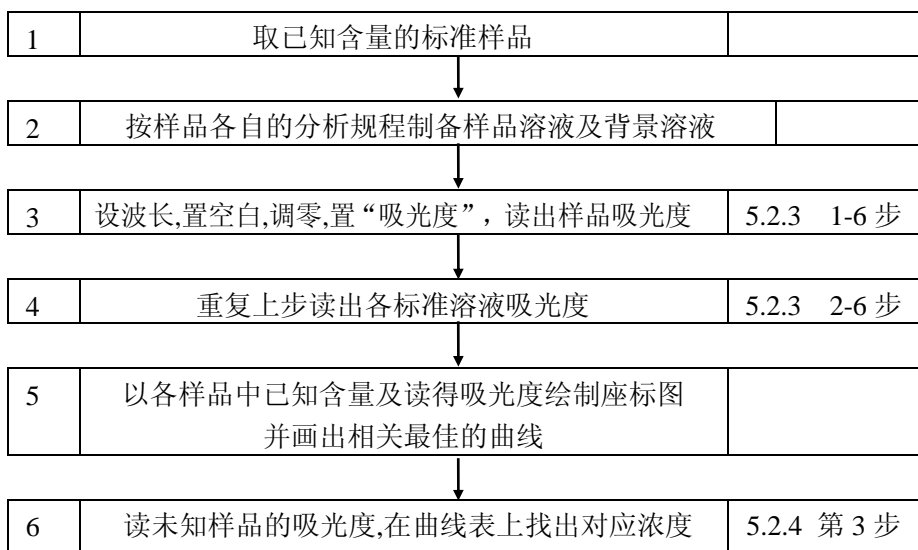 1 取已知含量的标准样品
2 按样品各自的分析规程制备样品溶液及背景溶液
3 设波长,置空白,调零,置“吸光度”，读出样品吸光度 5.2.3 1-6 步
4 重复上步读出各标准溶液吸光度 5.2.3 2-6 步
5 以各样品中已知含量及读得吸光度绘制座标图
并画出相关最佳的曲线
6 读未知样品的吸光度,在曲线表上找出对应浓度 5.2.4 第 3 步